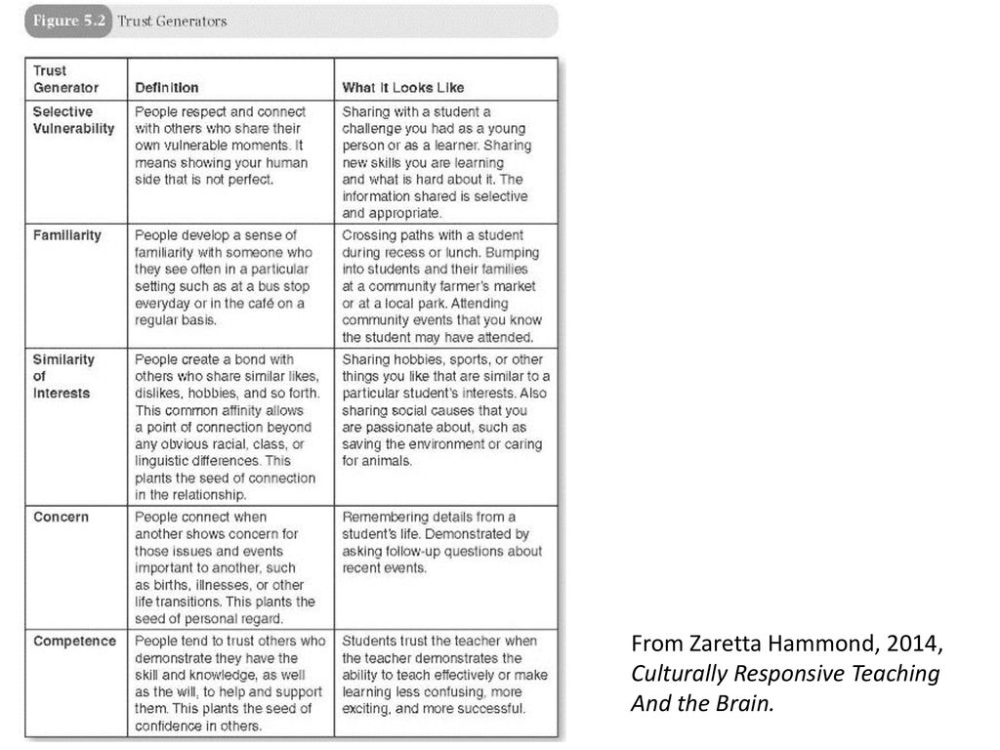 Figure 5.2 Trust Generators
Trust
Generator
Definition
What It Looks Like
Selective
Vulnerability
People respect and connect
with others who share their
own vulnerable moments. It
means showing your human
side that is not perfect.
Sharing with a student a
challenge you had as a young
person or as a learner. Sharing
new skills you are learning
and what is hard about it. The
information shared is selective
and appropriate.
Familiarity
People develop a sense of
familiarity with someone who
they see often in a particular
setting such as at a bus stop
everyday or in the café on a
regular basis.
Crossing paths with a student
during recess or lunch. Bumping
into students and their families
at a community farmer's market
or at a local park. Attending
community events that you know
the student may have attended.
Similarity
of
Interests
People create a bond with
others who share similar likes,
dislikes, hobbies, and so forth.
This common affinity allows
a point of connection beyond
any obvious racial, class, or
linguistic differences. This
plants the seed of connection
in the relationship.
Sharing hobbies, sports, or other
things you like that are similar to a
particular student's interests. Also
sharing social causes that you
are passionate about, such as
saving the environment or caring
for animals.
Concern
People connect when
another shows concern for
those issues and events
important to another, such
as births, illnesses, or other
life transitions. This plants the
seed of personal regard.
Remembering details from a
student's life. Demonstrated by
asking follow-up questions about
recent events.
Competence
People tend to trust others who
demonstrate they have the
skill and knowledge, as well
as the will, to help and support
them. This plants the seed of
confidence in others.
Students trust the teacher when
the teacher demonstrates the
ability to teach effectively or make
learning less confusing, more
exciting, and more successful.
From Zaretta Hammond, 2014,
Culturally Responsive Teaching
And the Brain.